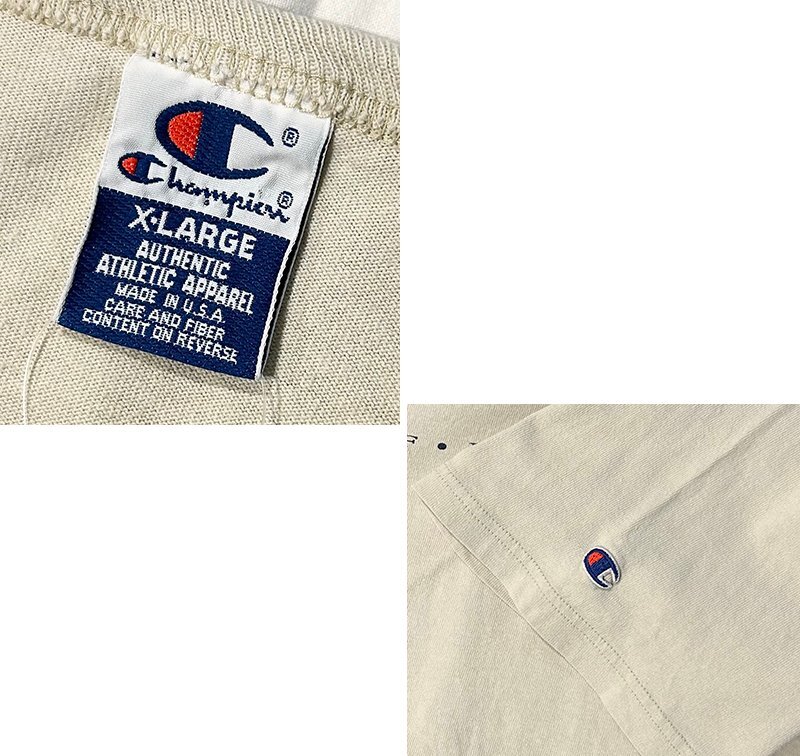 ®
Champion®
X•LARGE
AUTHENTIC
ATHLETIC APPAREL
MADE IN U.S.A.
CARE AND FIBER
CONTENT ON REVERSE